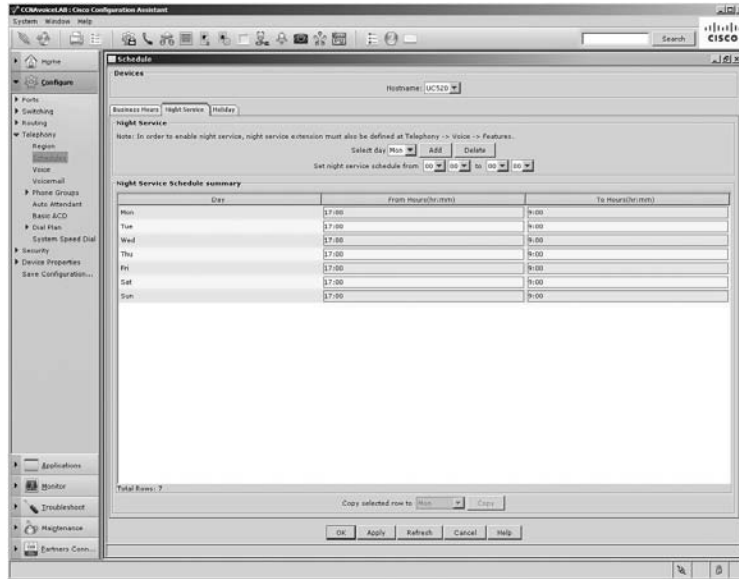 CCNAvoiceLAB : Cisco Configuration Assistant
System Window Help
Search
CISCO
Home
Configure
Ports
Switching
Routing
Telephony
Region
Schedules
Voice
Voicemail
Phone Groups
Auto Attendant
Basic ACD
Dial Plan
System Speed Dial
Security
Device Properties
Save Configuration...
Applications
Monitor
Troubleshoot
Maintenance
Partners Conn...
Schedule
Devices
Hostname: UC520
Business Hours Night Service Holiday
Night Service
Note: In order to enable night service, night service extension must also be defined at Telephony -> Voice -> Features.
Select day Mon Add Delete
Set night service schedule from 00 00 to 00 00
Night Service Schedule summary
Day From Hours(hr:mm) To Hours(hr:mm)
Mon 17:00 9:00
Tue 17:00 9:00
Wed 17:00 9:00
Thu 17:00 9:00
Fri 17:00 9:00
Sat 17:00 9:00
Sun 17:00 9:00
Total Rows: 7
Copy selected row to Mon Copy
OK Apply Refresh Cancel Help